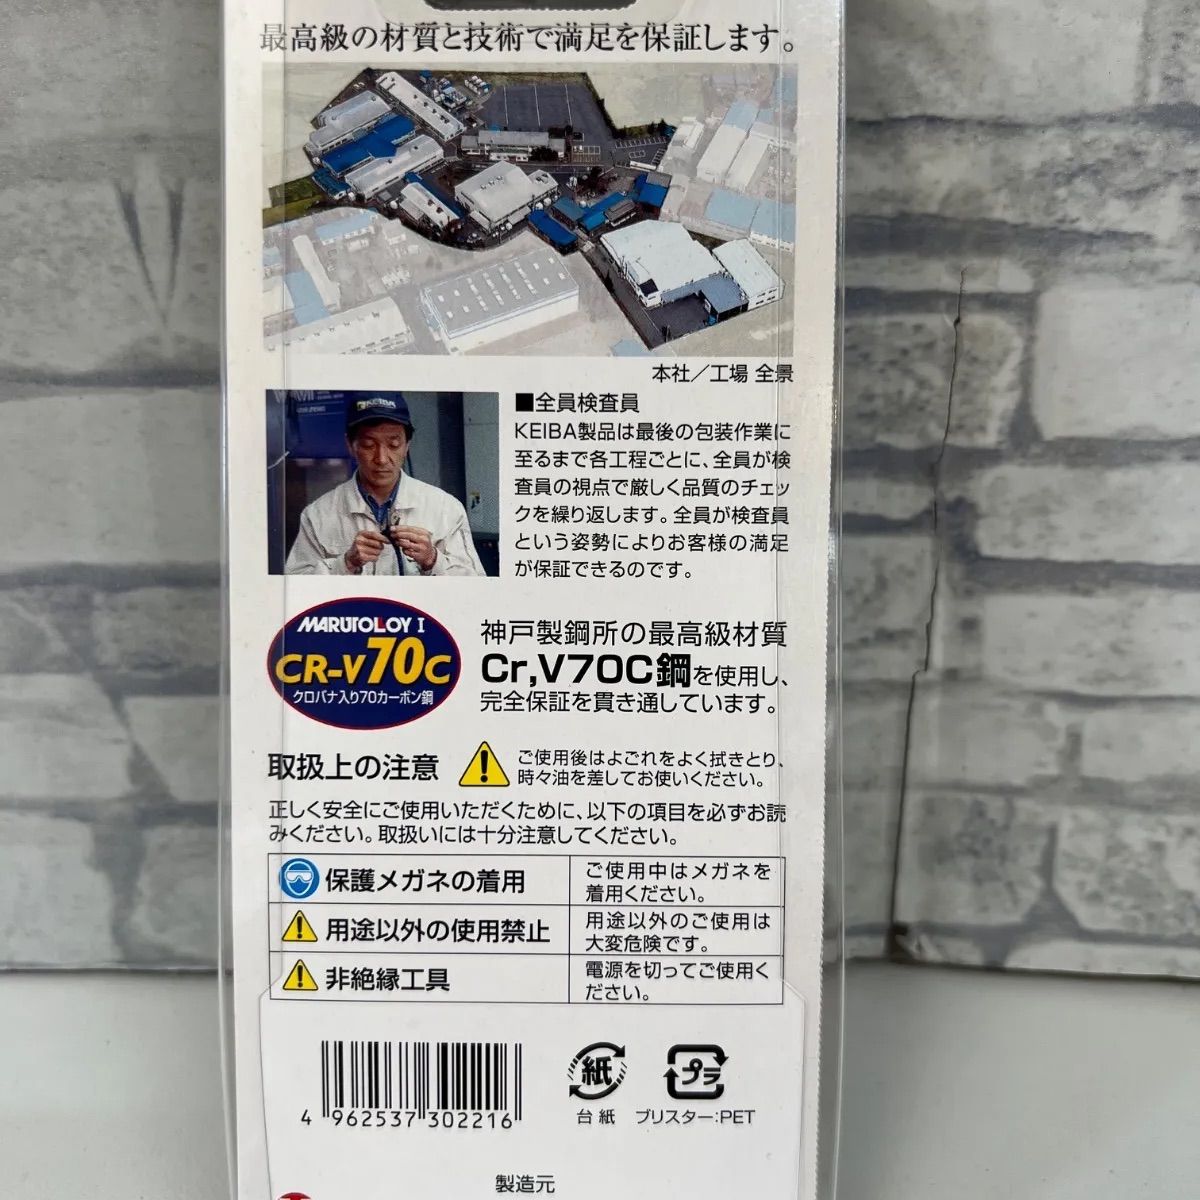 最高級の材質と技術で満足を保証します。
本社／工場 全景
KEIBA
■全員検査員
KEIBA製品は最後の包装作業に
至るまで各工程ごとに、全員が検
査員の視点で厳しく品質のチェッ
クを繰り返します。全員が検査員
という姿勢によりお客様の満足
が保証できるのです。
MARUTOLOY I
CR-V70C
クロバナ入り70カーボン鋼
神戸製鋼所の最高級材質
Cr,V70C鋼を使用し、
完全保証を貫き通しています。
取扱上の注意
ご使用後はよごれをよく拭きとり、
時々油を差してお使いください。
正しく安全にご使用いただくために、以下の項目を必ずお読
みください。取扱いには十分注意してください。
保護メガネの着用
ご使用中はメガネを
着用ください。
用途以外の使用禁止
用途以外のご使用は
大変危険です。
非絶縁工具
電源を切ってご使用く
ださい。
4 962537 302216
紙
台紙
プラ
ブリスター:PET
製造元